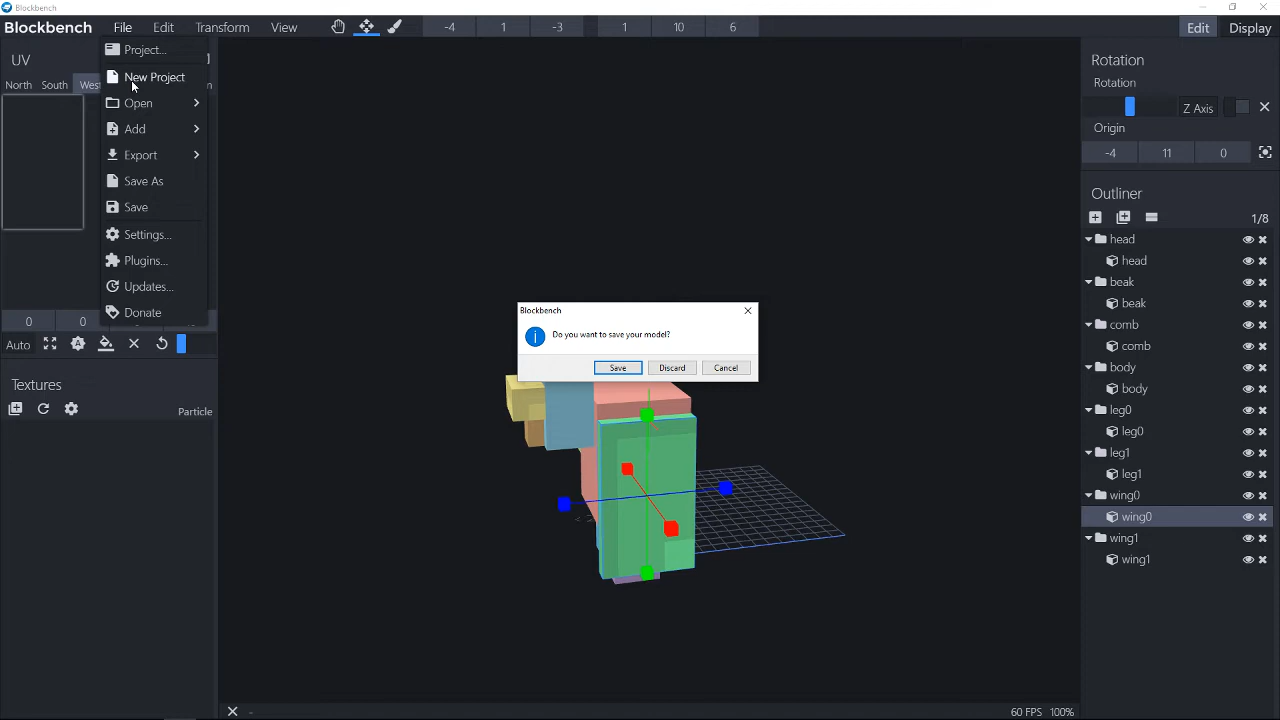 Blockbench
File Edit Transform View
-4 1 -3 1 10 6
Edit Display
Project...
New Project
Open
Add
Export
Save As
Save
Settings...
Plugins...
Updates...
Donate
UV
North South West
0 0
Auto
Textures
Particle
Blockbench
Do you want to save your model?
Save Discard Cancel
Rotation
Rotation
Z Axis
Origin
-4 11 0
Outliner
1/8
head
head
beak
beak
comb
comb
body
body
leg0
leg0
leg1
leg1
wing0
wing0
wing1
wing1
60 FPS 100%